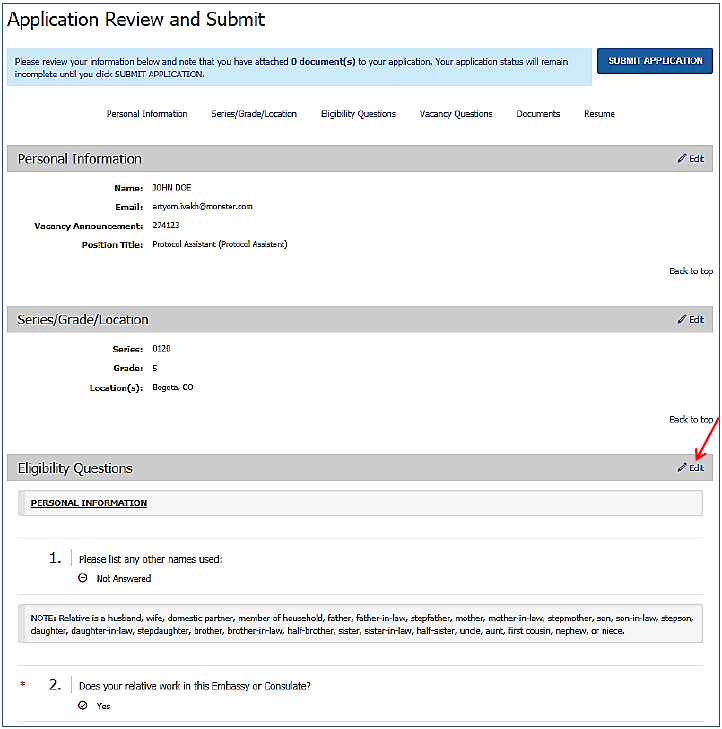 Application Review and Submit
Please review your information below and note that you have attached 0 document(s) to your application. Your application status will remain
incomplete until you click SUBMIT APPLICATION.
SUBMIT APPLICATION
Personal Information Series/Grade/Location Eligibility Questions Vacancy Questions Documents Resume
Personal Information Edit
Name: JOHN DOE
Email: artyom.ivakh@monster.com
Vacancy Announcement: 274123
Position Title: Protocol Assistant (Protocol Assistant)
Back to top
Series/Grade/Location Edit
Series: 0120
Grade: 5
Location(s): Bogota, CO
Back to top
Eligibility Questions Edit
PERSONAL INFORMATION
1. Please list any other names used:
Not Answered
NOTE: Relative is a husband, wife, domestic partner, member of household, father, father-in-law, stepfather, mother, mother-in-law, stepmother, son, son-in-law, stepson,
daughter, daughter-in-law, stepdaughter, brother, brother-in-law, half-brother, sister, sister-in-law, half-sister, uncle, aunt, first cousin, nephew, or niece.
* 2. Does your relative work in this Embassy or Consulate?
Yes